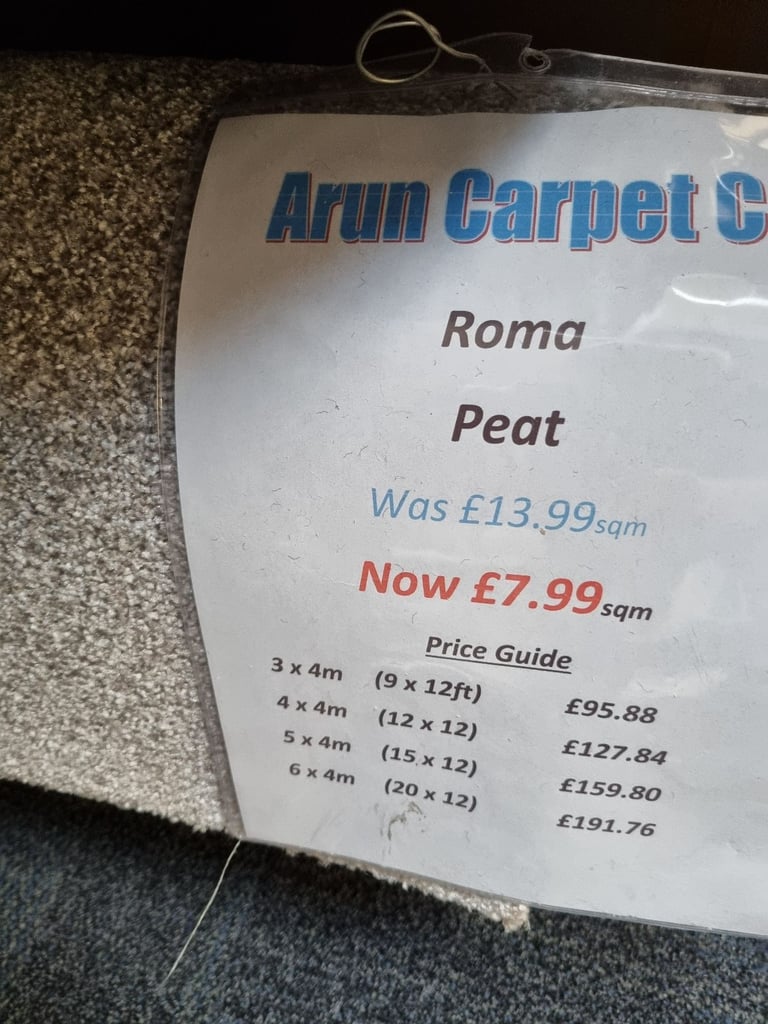 Arun Carpet C
Roma
Peat
Was £13.99sqm
Now £7.99sqm
Price Guide
3 x 4m (9 x 12ft) £95.88
4 x 4m (12 x 12) £127.84
5 x 4m (15 x 12) £159.80
6 x 4m (20 x 12) £191.76